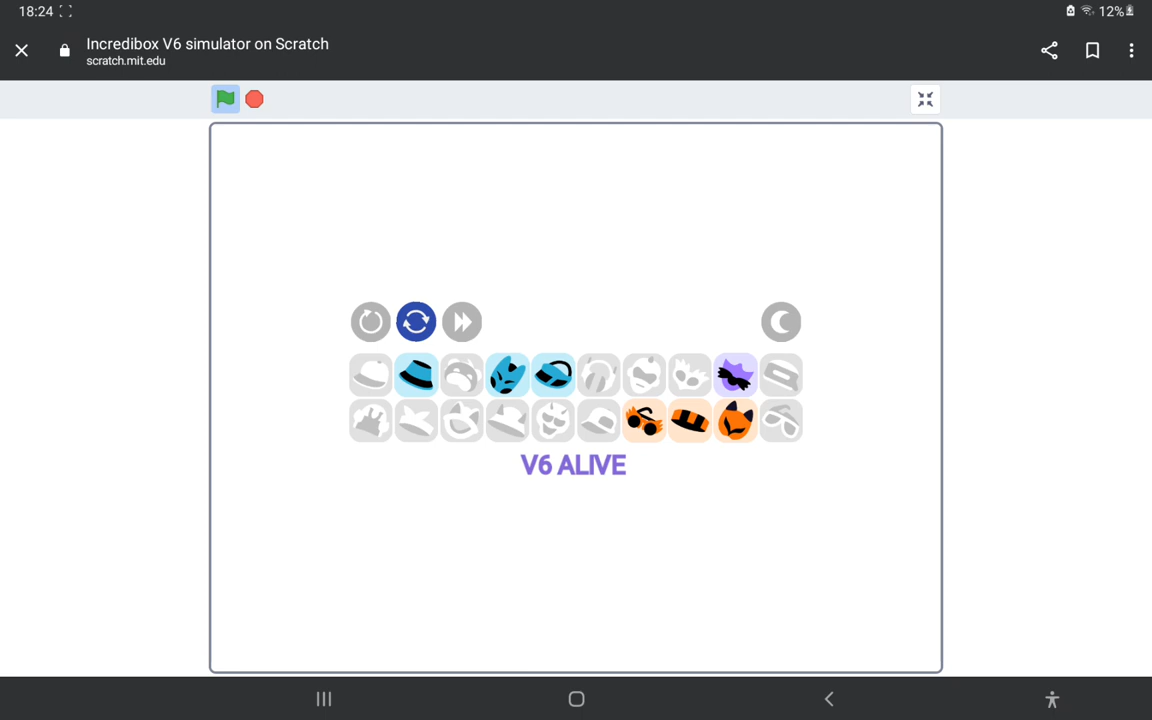 18:24
12%
Incredibox V6 simulator on Scratch
scratch.mit.edu
V6 ALIVE